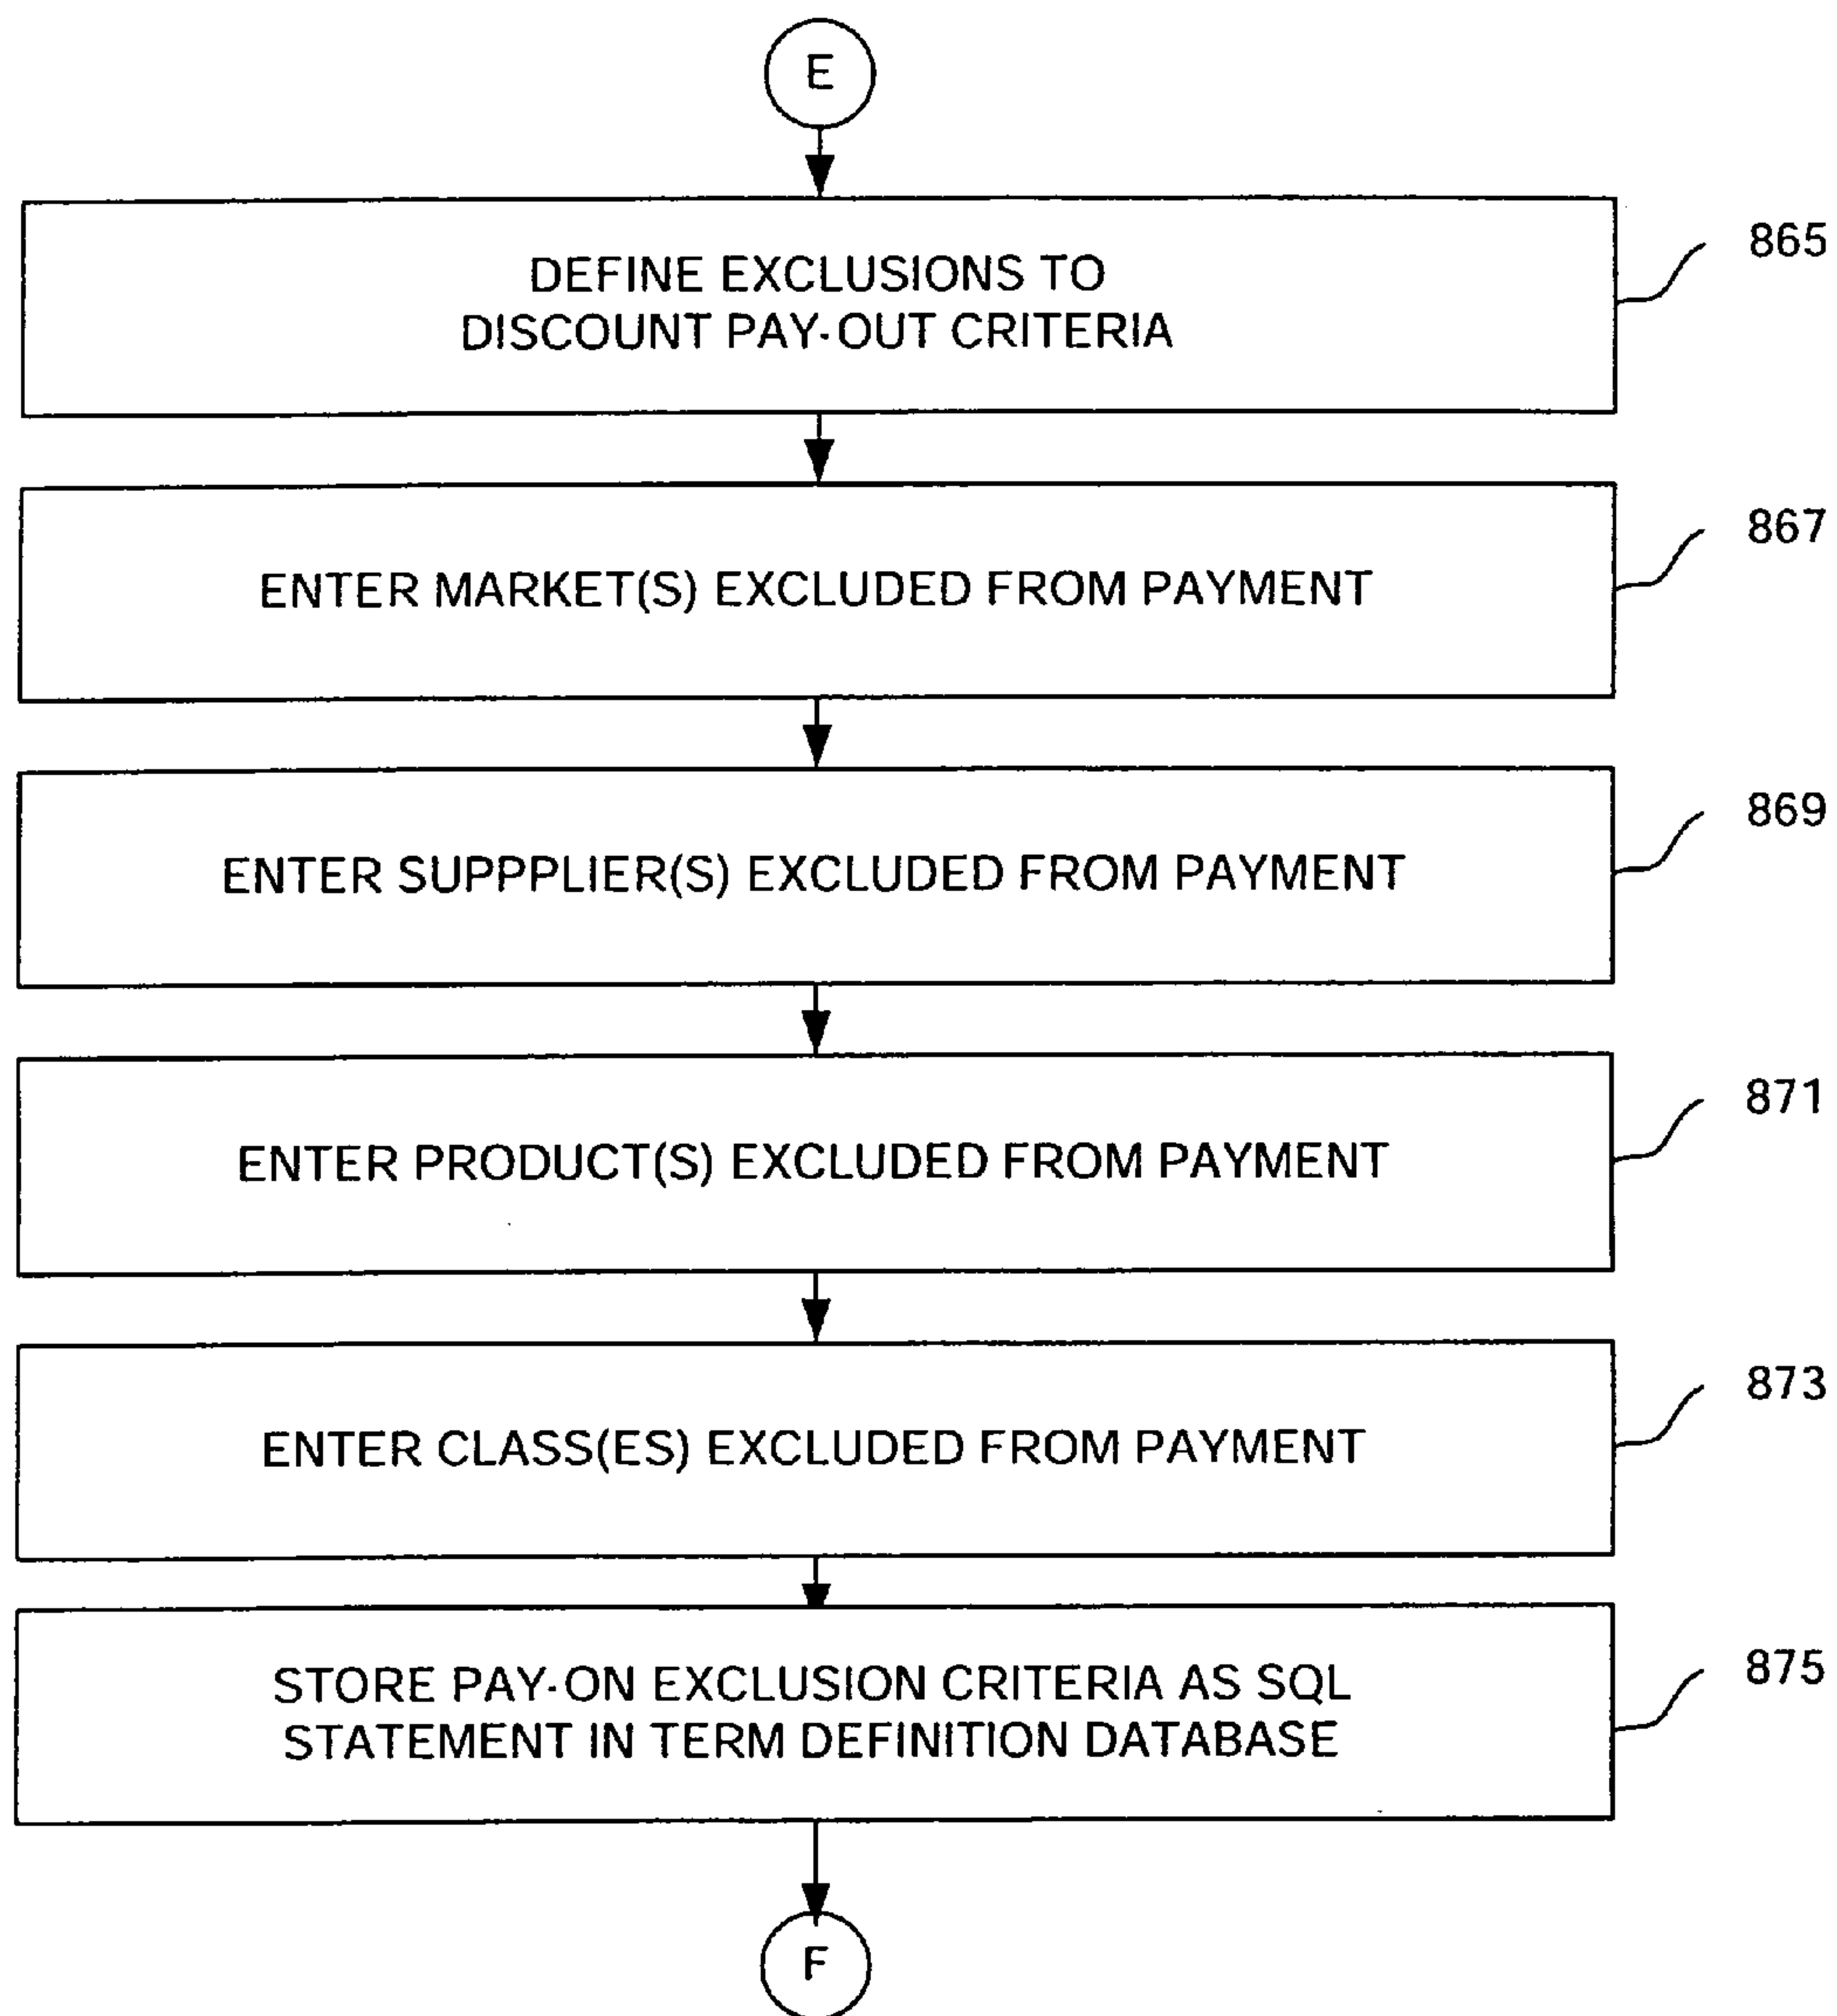 E
DEFINE EXCLUSIONS TO
DISCOUNT PAY-OUT CRITERIA
865
ENTER MARKET(S) EXCLUDED FROM PAYMENT
867
ENTER SUPPPLIER(S) EXCLUDED FROM PAYMENT
869
ENTER PRODUCT(S) EXCLUDED FROM PAYMENT
871
ENTER CLASS(ES) EXCLUDED FROM PAYMENT
873
STORE PAY-ON EXCLUSION CRITERIA AS SQL
STATEMENT IN TERM DEFINITION DATABASE
875
F